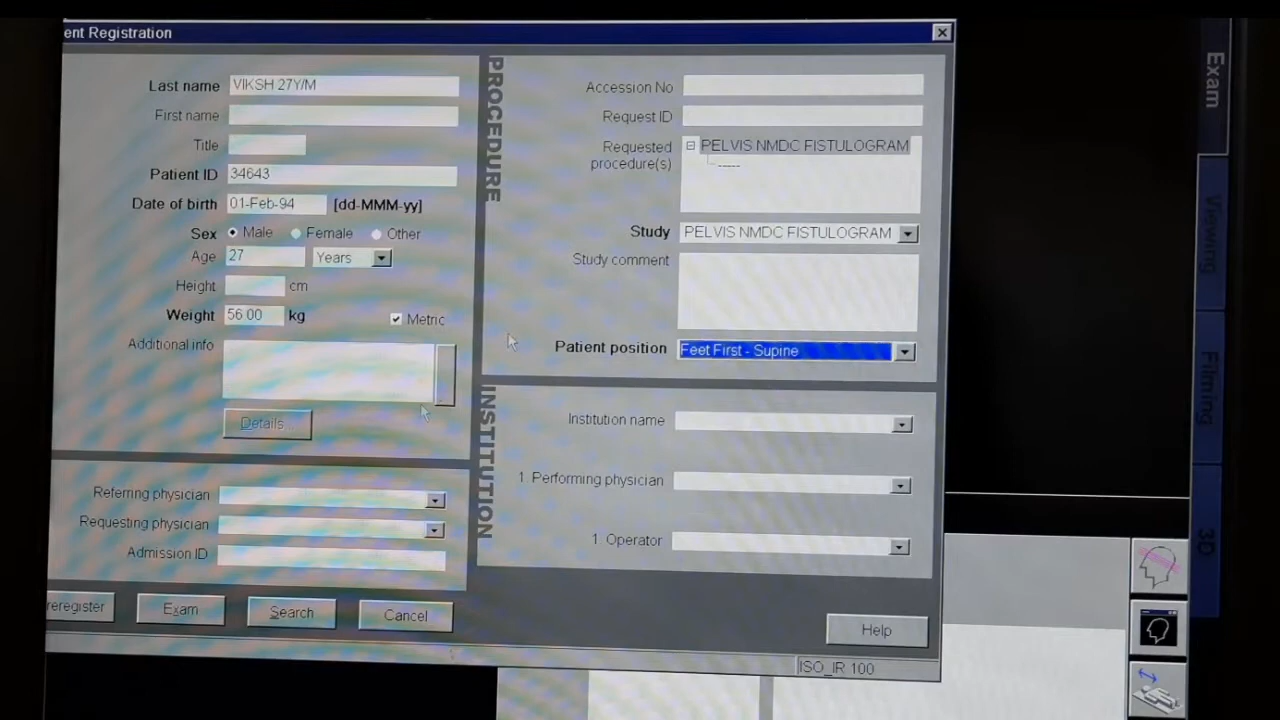 ent Registration
Last name VIKSH 27Y/M
First name
Title
Patient ID 34643
Date of birth 01-Feb-94 [dd-MMM-yy]
Sex Male Female Other
Age 27 Years
Height cm
Weight 56.00 kg Metric
Additional info
Details...
Referring physician
Requesting physician
Admission ID
PROCEDURE
Accession No
Request ID
Requested procedure(s) PELVIS NMDC FISTULOGRAM
-----
Study PELVIS NMDC FISTULOGRAM
Study comment
Patient position Feet First - Supine
INSTITUTION
Institution name
1. Performing physician
1. Operator
reregister Exam Search Cancel Help
ISO_IR 100
Exam
Viewing
Filming
3D